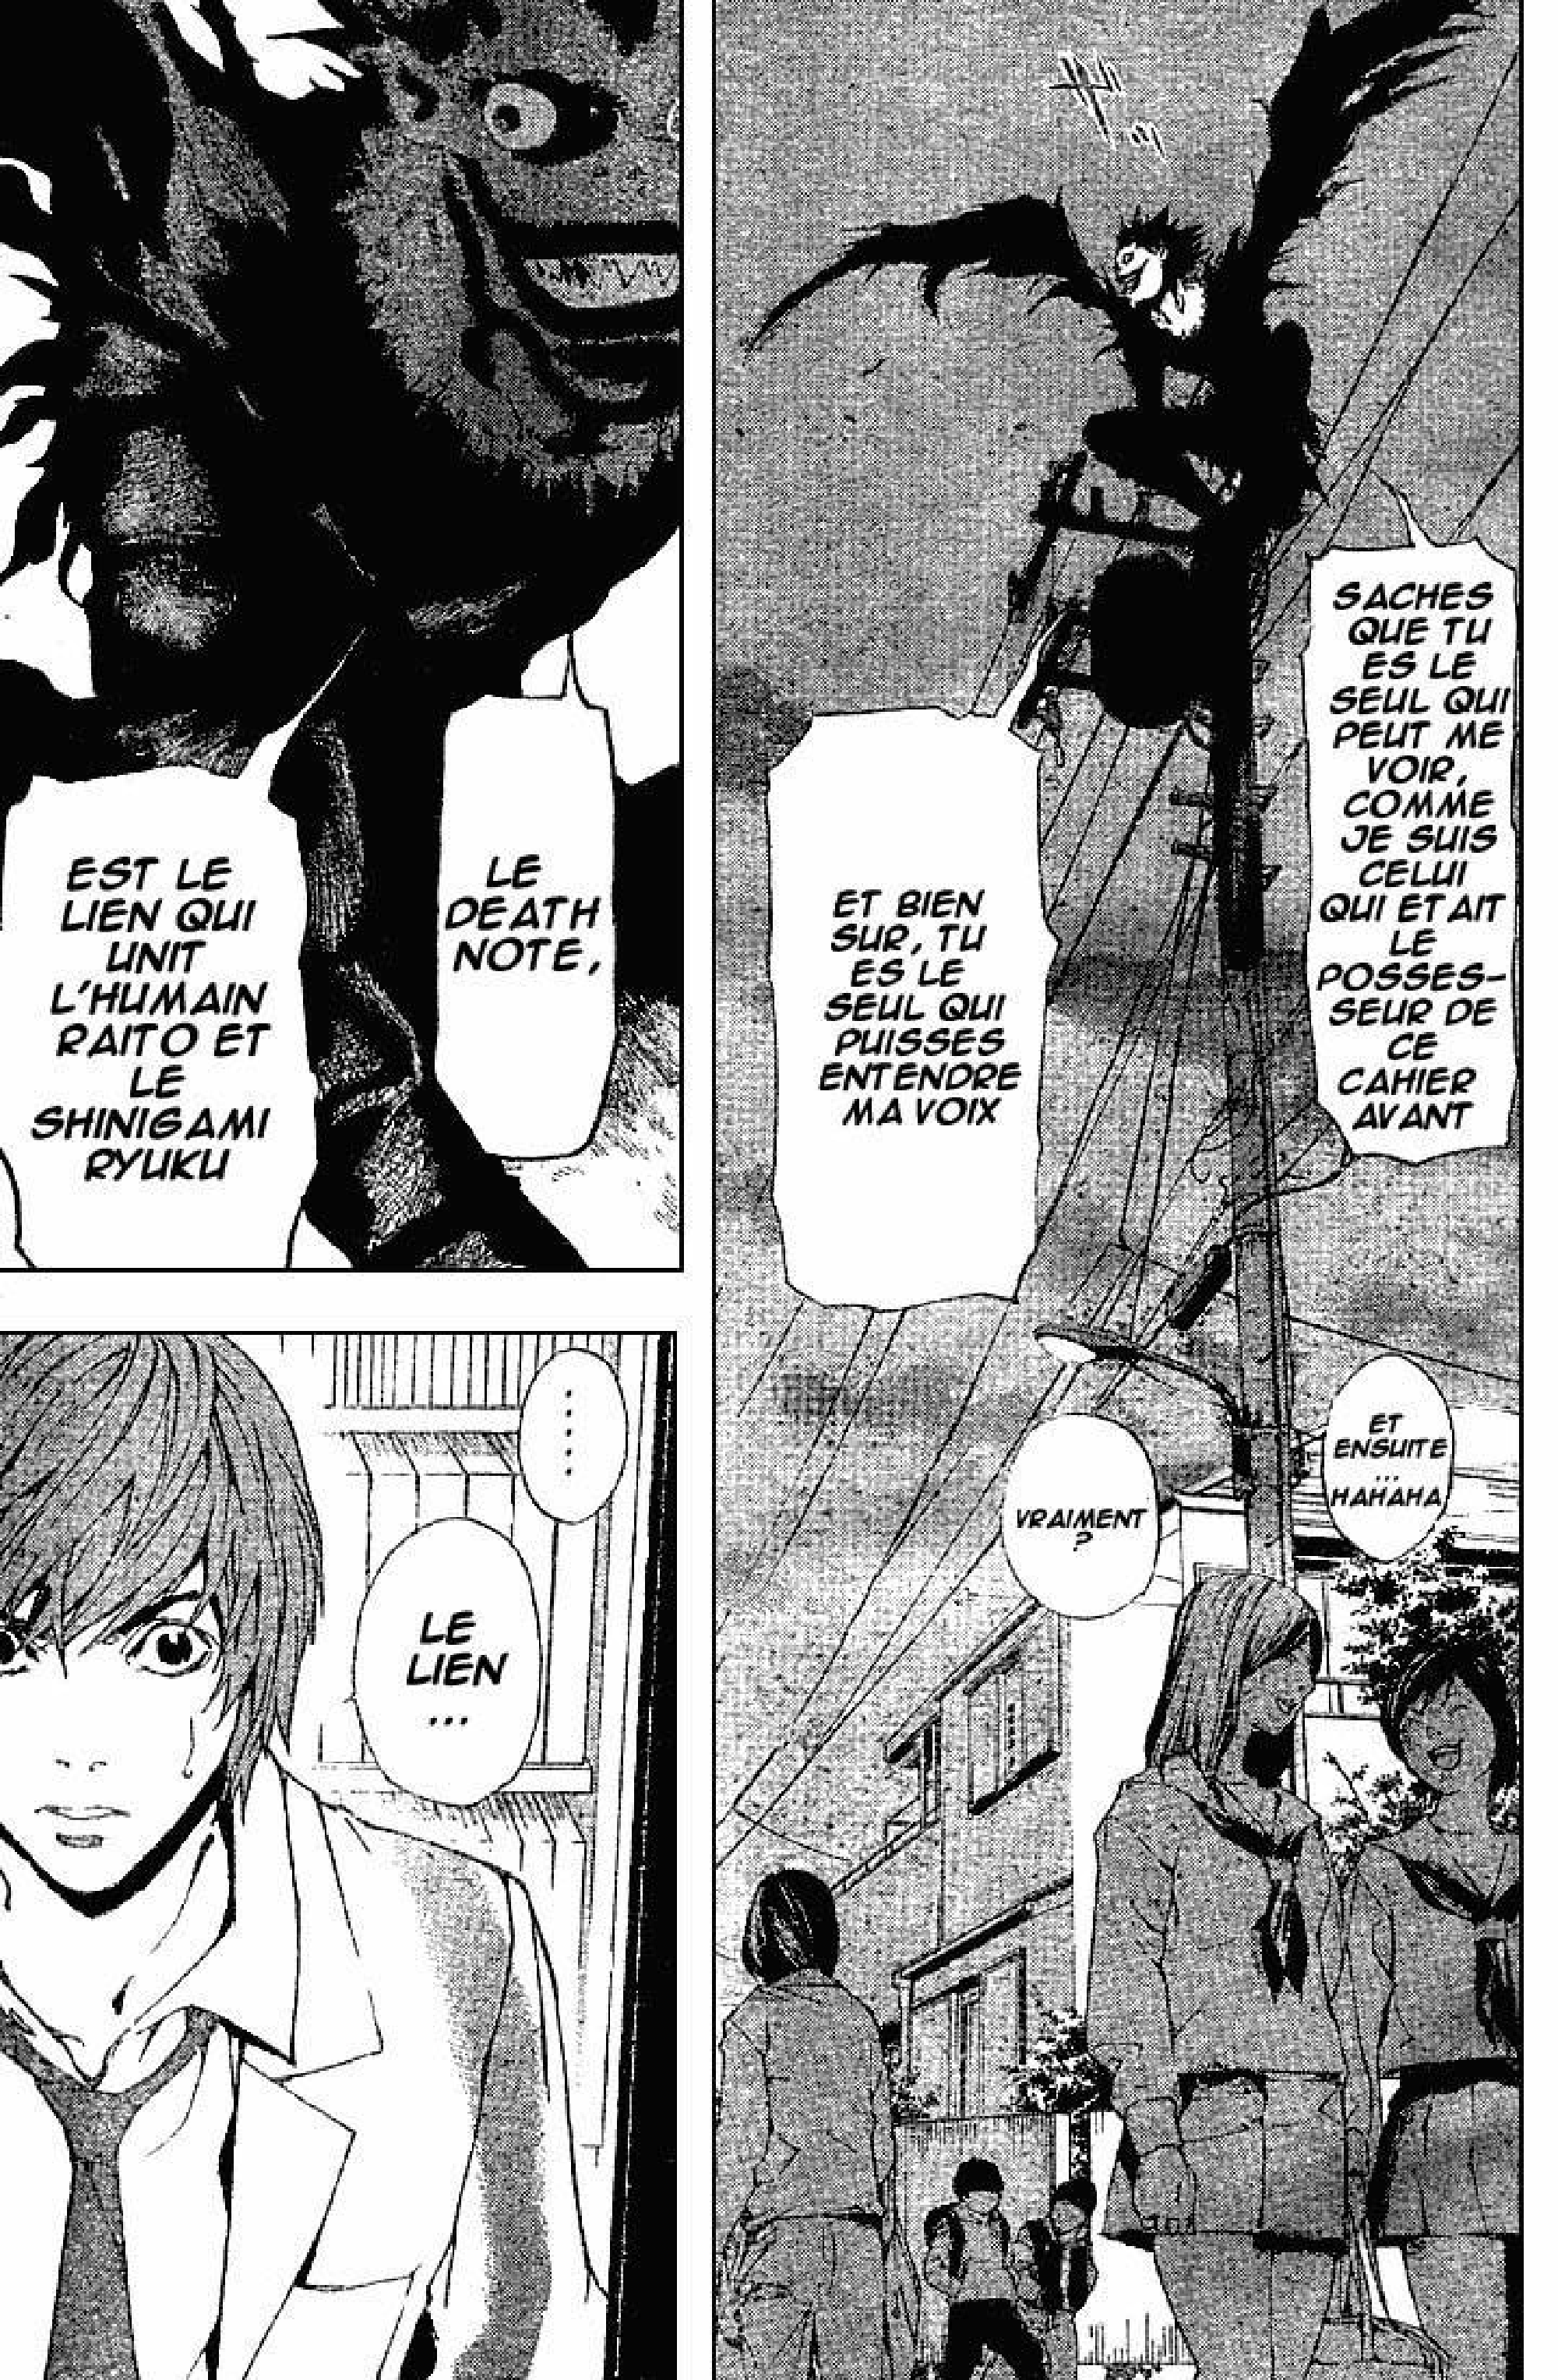 SACHES
QUE TU
ES LE
SEUL QUI
PEUT ME
VOIR,
COMME
JE SUIS
CELUI
QUI ETAIT
LE
POSSES-
SEUR DE
CE
CAHIER
AVANT
ET BIEN
SUR, TU
ES LE
SEUL QUI
PUISSES
ENTENDRE
MA VOIX
ET
ENSUITE
...
HAHAHA
VRAIMENT
?
LE
DEATH
NOTE,
EST LE
LIEN QUI
UNIT
L'HUMAIN
RAITO ET
LE
SHINIGAMI
RYUKU
.....
LE
LIEN
...